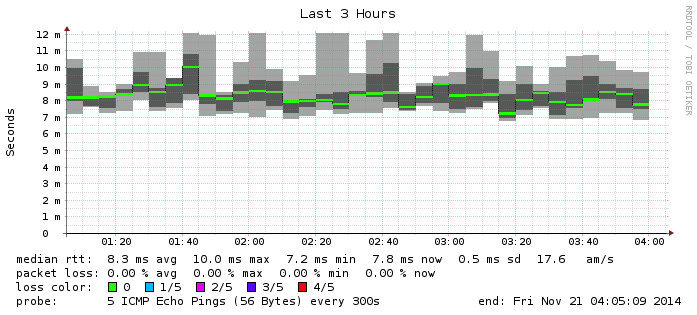 Last 3 Hours
RRDTOOL / TOBI OETIKER
Seconds
12 m
11 m
10 m
9 m
8 m
7 m
6 m
5 m
4 m
3 m
2 m
1 m
0
01:20 01:40 02:00 02:20 02:40 03:00 03:20 03:40 04:00
median rtt: 8.3 ms avg 10.0 ms max 7.2 ms min 7.8 ms now 0.5 ms sd 17.6 am/s
packet loss: 0.00 % avg 0.00 % max 0.00 % min 0.00 % now
loss color: 0 1/5 2/5 3/5 4/5
probe: 5 ICMP Echo Pings (56 Bytes) every 300s end: Fri Nov 21 04:05:09 2014